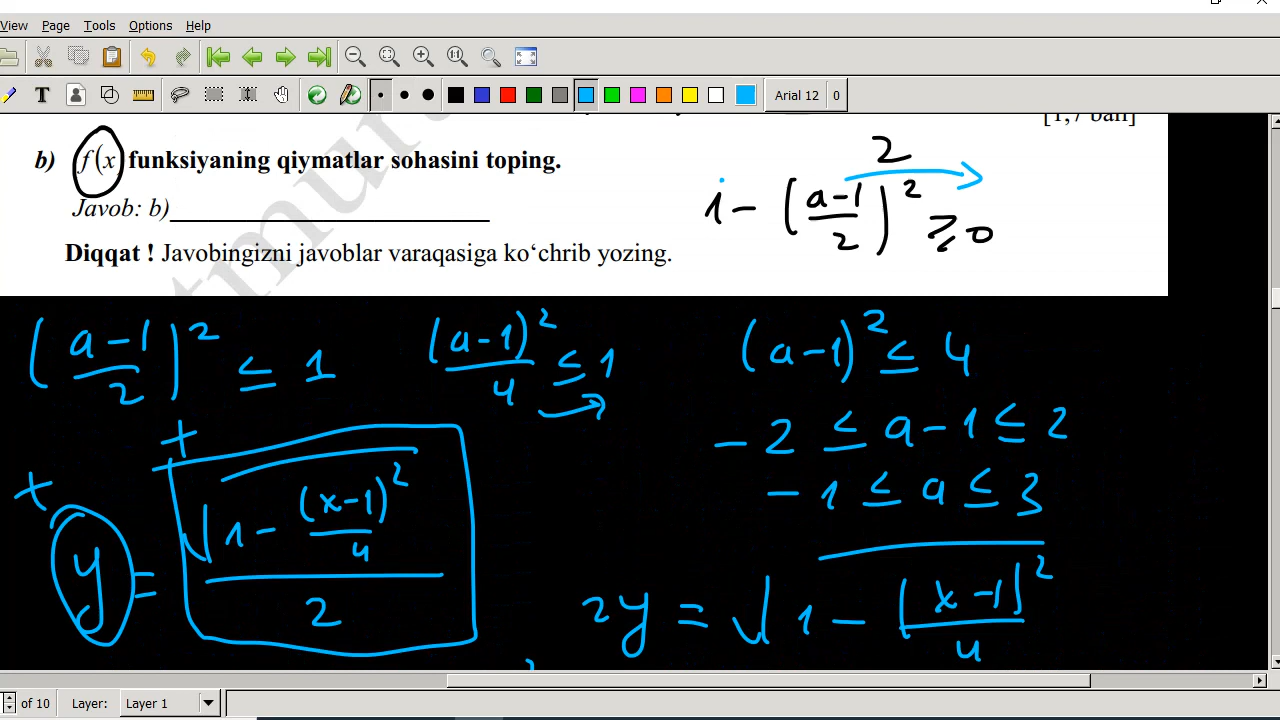 View Page Tools Options Help
T Arial 12 0
b) f(x) funksiyaning qiymatlar sohasini toping.
Javob: b)
Diqqat ! Javobingizni javoblar varaqasiga ko‘chrib yozing.
2
1 - (a-1/2)² ≥ 0
(a-1/2)² ≤ 1
(a-1)²/4 ≤ 1
(a-1)² ≤ 4
-2 ≤ a-1 ≤ 2
-1 ≤ a ≤ 3
+ + y = √(1 - (x-1)²/4) / 2
2y = √(1 - (x-1)²/4)
of 10 Layer: Layer 1